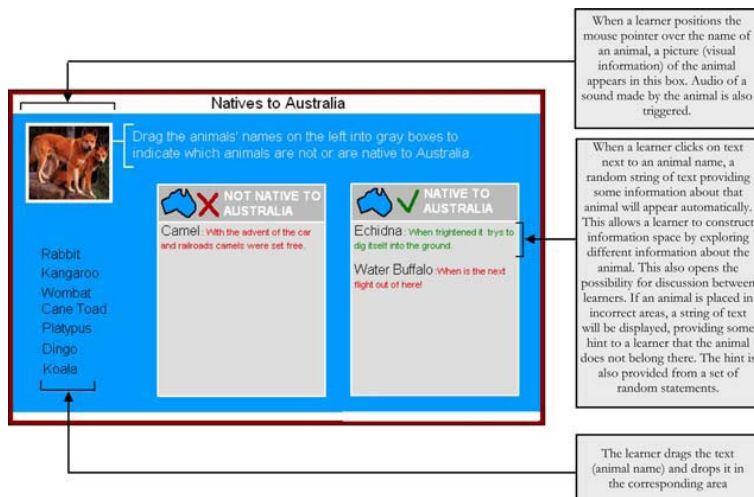 When a learner positions the
mouse pointer over the name of
an animal, a picture (visual
information) of the animal
appears in this box. Audio of a
sound made by the animal is also
triggered.
Natives to Australia
Drag the animals' names on the left into gray boxes to
indicate which animals are not or are native to Australia.
NOT NATIVE TO
AUSTRALIA
Camel : With the advent of the car
and railroads camels were set free.
NATIVE TO
AUSTRALIA
Echidna : When frightened it trys to
dig itself into the ground.
Water Buffalo : When is the next
flight out of here!
Rabbit
Kangaroo
Wombat
Cane Toad
Platypus
Dingo
Koala
When a learner clicks on text
next to an animal name, a
random string of text providing
some information about that
animal will appear automatically.
This allows a learner to construct
information space by exploring
different information about the
animal. This also opens the
possibility for discussion between
learners. If an animal is placed in
incorrect areas, a string of text
will be displayed, providing some
hint to a learner that the animal
does not belong there. The hint is
also provided from a set of
random statements.
The learner drags the text
(animal name) and drops it in
the corresponding area